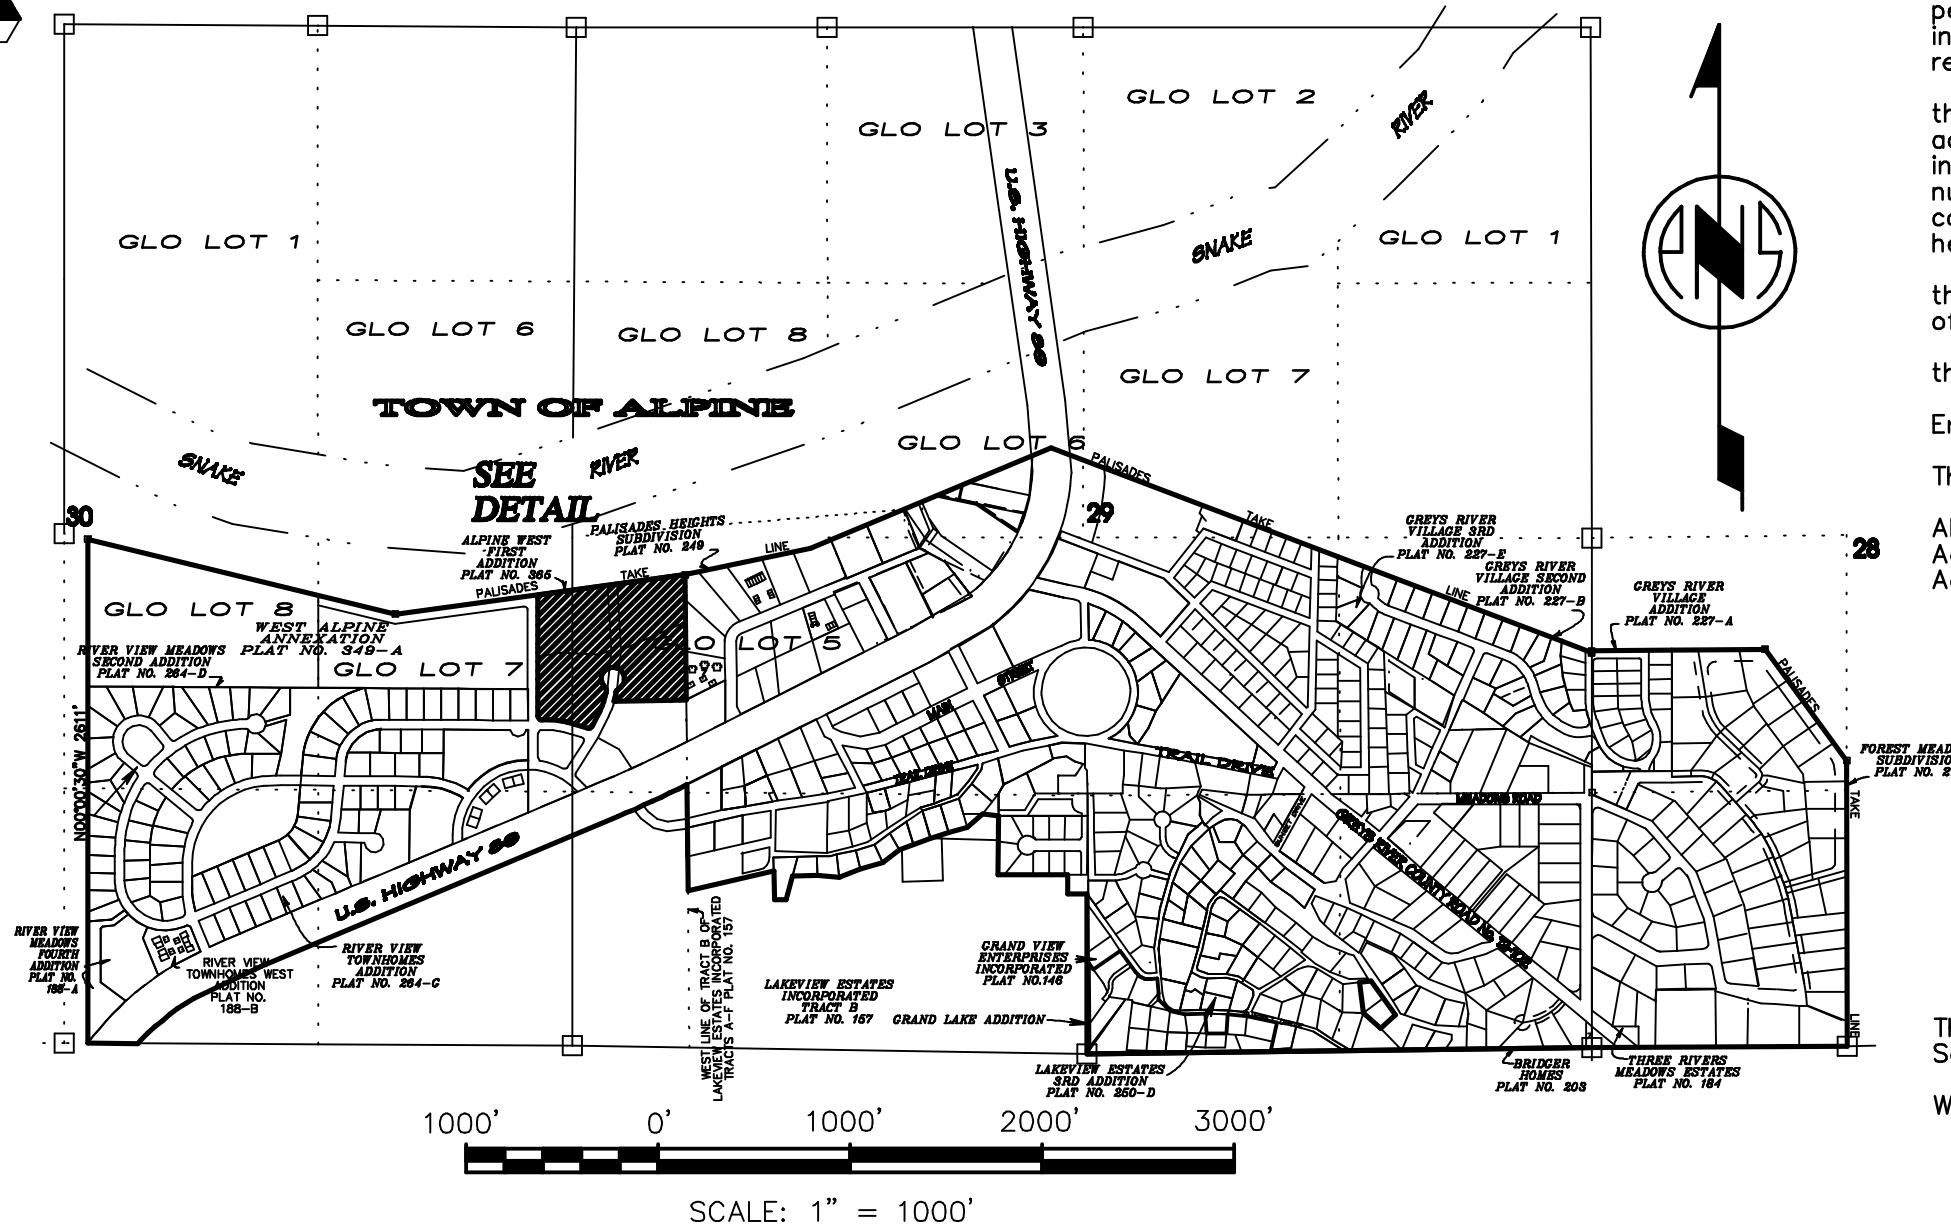 GLO LOT 2
GLO LOT 3
RIVER
U.S. HIGHWAY 89
GLO LOT 1
SNAKE
GLO LOT 1
GLO LOT 6
GLO LOT 8
GLO LOT 7
TOWN OF ALPINE
GLO LOT 6
SNAKE
RIVER
SEE
DETAIL
PALISADES
TAKE
LINE
30
29
28
PALISADES HEIGHTS
SUBDIVISION
PLAT NO. 249
ALPINE WEST
FIRST
ADDITION
PLAT NO. 365
PALISADES
TAKE
LINE
GREYS RIVER
VILLAGE 3RD
ADDITION
PLAT NO. 227-E
GREYS RIVER
VILLAGE SECOND
ADDITION
PLAT NO. 227-B
GREYS RIVER
VILLAGE
ADDITION
PLAT NO. 227-A
GLO LOT 8
WEST ALPINE
ANNEXATION
PLAT NO. 349-A
RIVER VIEW MEADOWS
SECOND ADDITION
PLAT NO. 264-D
GLO LOT 7
GLO LOT 5
STREET
MAIN
TRAIL DRIVE
TRAIL DRIVE
PALISADES
TAKE
LINE
N00°00'30"W 2611'
MEADOWS ROAD
SUNSET DRIVE
U.S. HIGHWAY 89
RIVER VIEW
MEADOWS
FOURTH
ADDITION
PLAT NO.
188-A
RIVER VIEW
TOWNHOMES WEST
ADDITION
PLAT NO.
188-B
RIVER VIEW
TOWNHOMES
ADDITION
PLAT NO. 264-C
WEST LINE OF TRACT B OF
LAKEVIEW ESTATES INCORPORATED
TRACTS A-F PLAT NO. 157
LAKEVIEW ESTATES
INCORPORATED
TRACT B
PLAT NO. 157
GRAND VIEW
ENTERPRISES
INCORPORATED
PLAT NO.146
GRAND LAKE ADDITION
LAKEVIEW ESTATES
3RD ADDITION
PLAT NO. 250-D
BRIDGER
HOMES
PLAT NO. 203
THREE RIVERS
MEADOWS ESTATES
PLAT NO. 184
1000' 0' 1000' 2000' 3000'
SCALE: 1" = 1000'